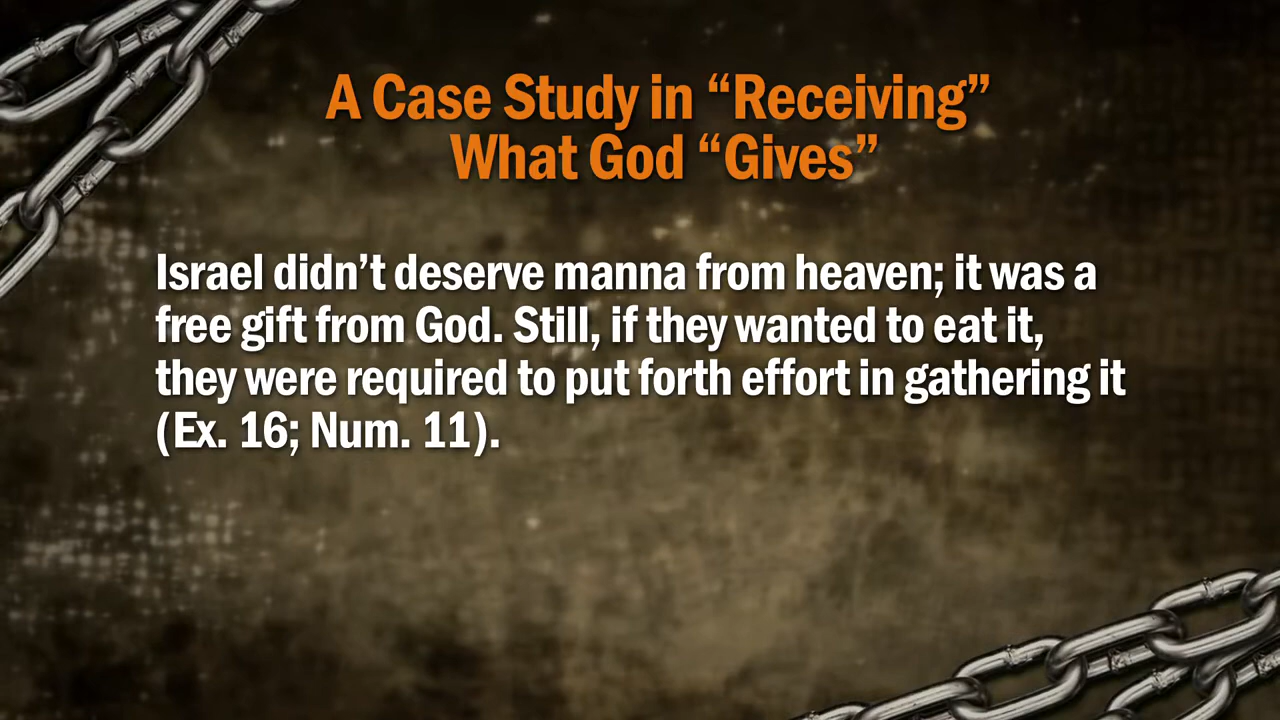 A Case Study in “Receiving”
What God “Gives”
Israel didn’t deserve manna from heaven; it was a
free gift from God. Still, if they wanted to eat it,
they were required to put forth effort in gathering it
(Ex. 16; Num. 11).